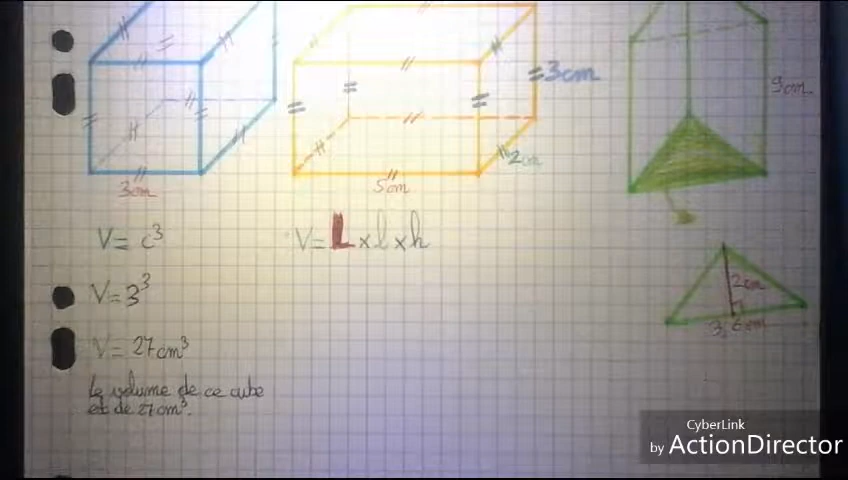 3cm
5cm
2cm
=3cm
9cm
V= c³
V= 3³
V= 27cm³
le volume de ce cube
est de 27cm³.
V= L×l×h
2cm
3,6cm
CyberLink
by ActionDirector